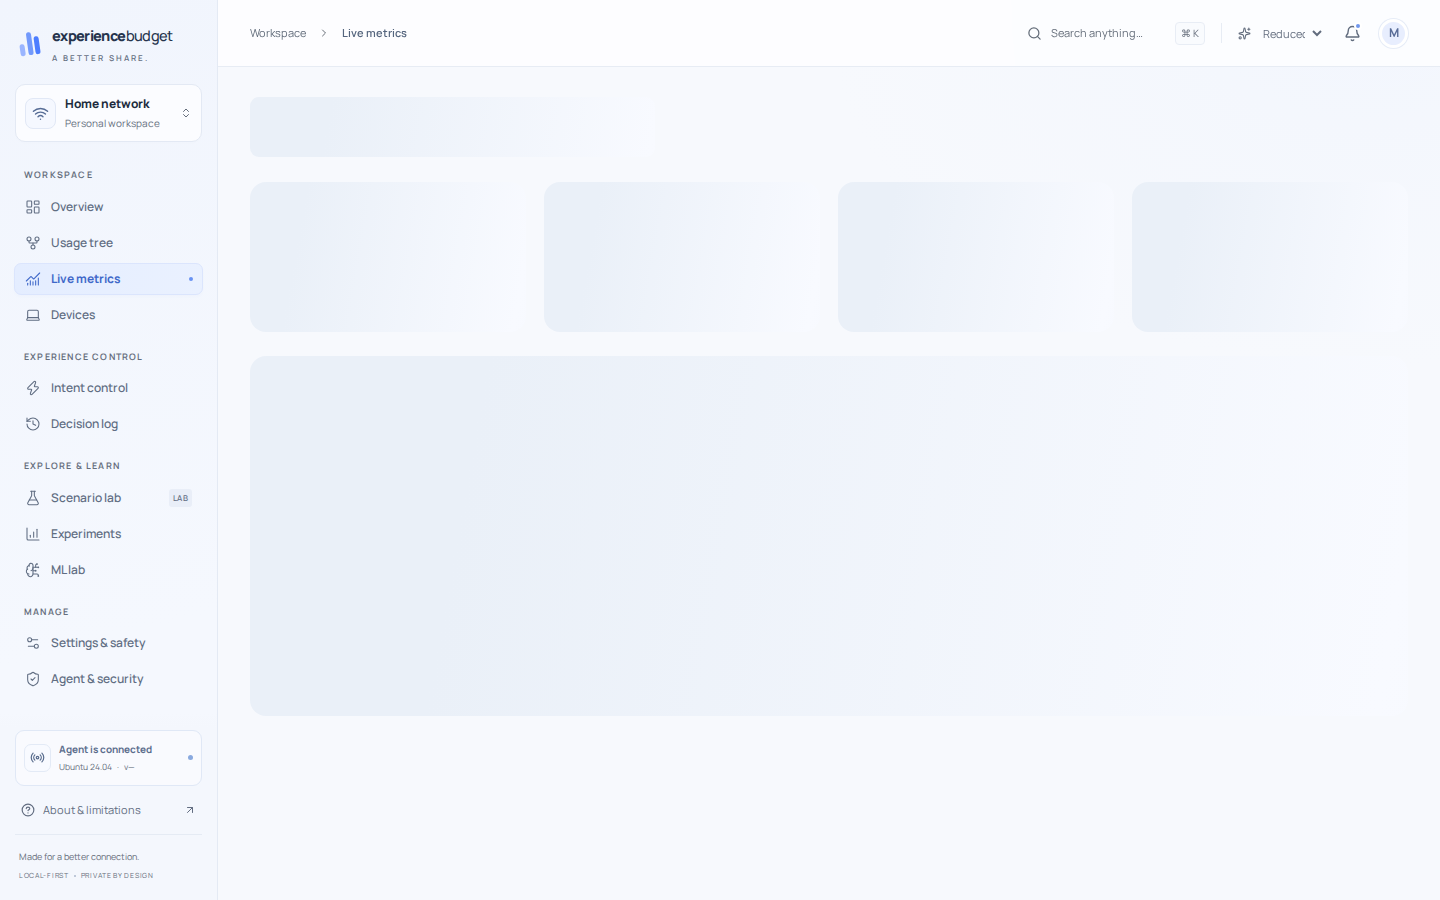 experiencebudget
A BETTER SHARE.
Home network
Personal workspace
WORKSPACE
Overview
Usage tree
Live metrics
Devices
EXPERIENCE CONTROL
Intent control
Decision log
EXPLORE & LEARN
Scenario lab LAB
Experiments
ML lab
MANAGE
Settings & safety
Agent & security
Agent is connected
Ubuntu 24.04 · v—
About & limitations
Made for a better connection.
LOCAL-FIRST • PRIVATE BY DESIGN
Workspace Live metrics
Search anything... ⌘ K
Reduced
M